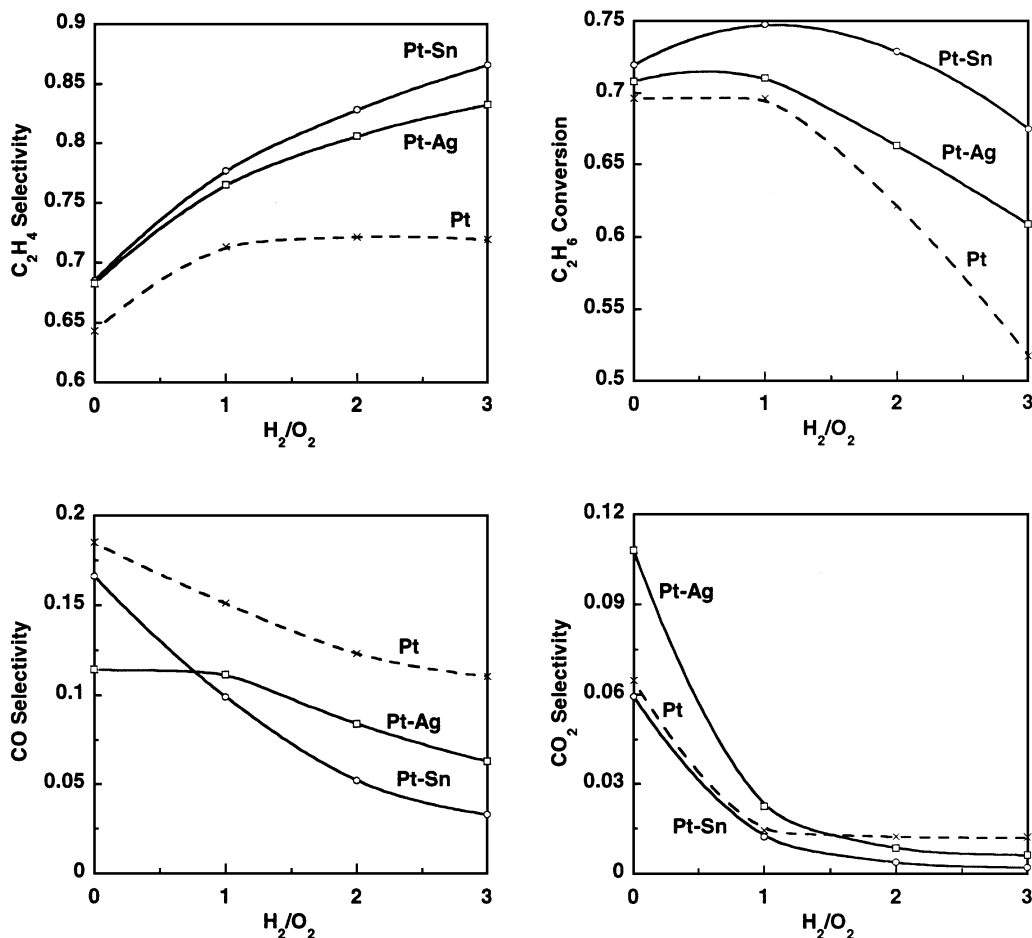 C₂H₄ Selectivity
0.9
0.85
0.8
0.75
0.7
0.65
0.6
Pt-Sn
Pt-Ag
Pt
0 1 2 3
H₂/O₂
C₂H₆ Conversion
0.75
0.7
0.65
0.6
0.55
0.5
Pt-Sn
Pt-Ag
Pt
0 1 2 3
H₂/O₂
CO Selectivity
0.2
0.15
0.1
0.05
0
Pt
Pt-Ag
Pt-Sn
0 1 2 3
H₂/O₂
CO₂ Selectivity
0.12
0.09
0.06
0.03
0
Pt-Ag
Pt
Pt-Sn
0 1 2 3
H₂/O₂